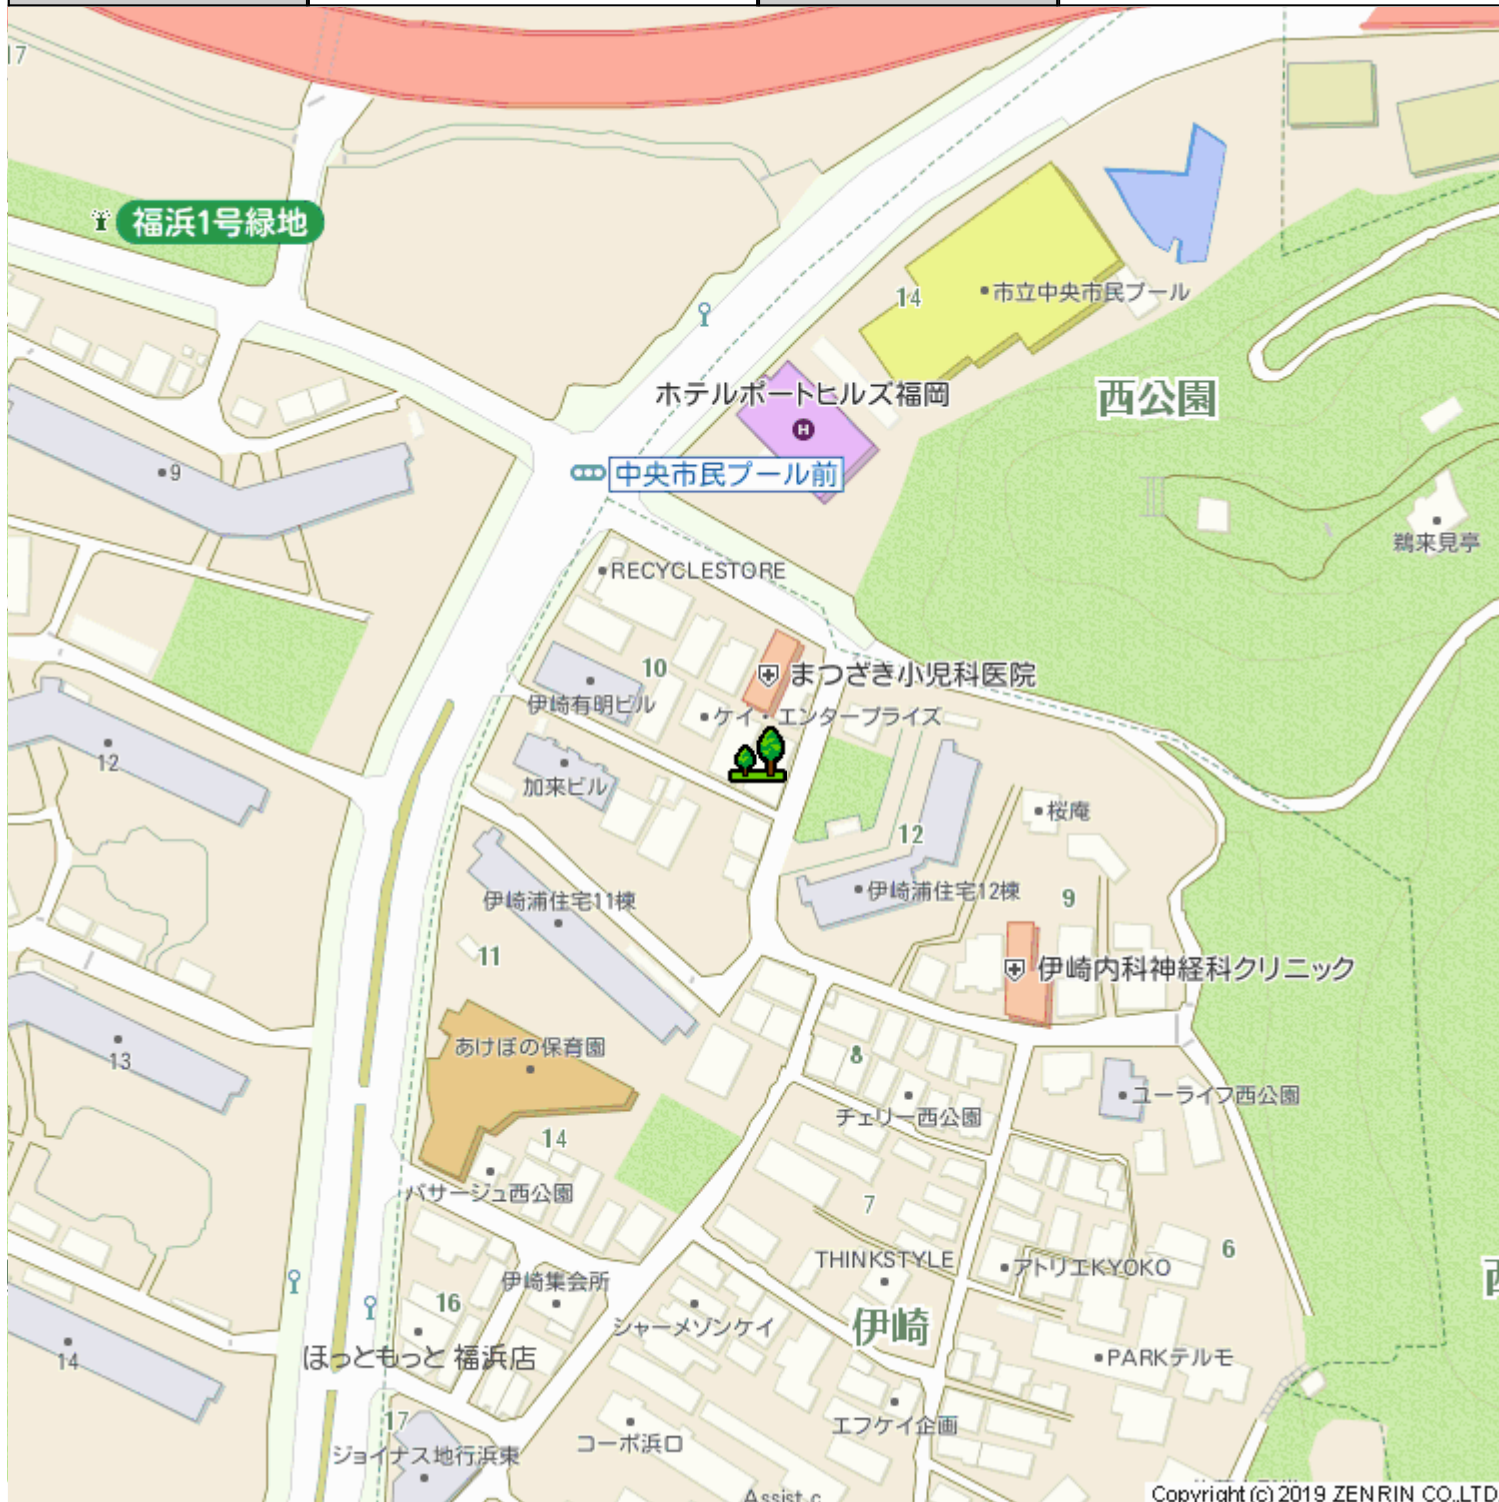 17
福浜1号緑地
14
市立中央市民プール
ホテルポートヒルズ福岡
H
西公園
中央市民プール前
9
鵜来見亭
RECYCLESTORE
10
まつざき小児科医院
伊崎有明ビル
ケイ・エンタープライズ
12
加来ビル
桜庵
12
伊崎浦住宅12棟
伊崎浦住宅11棟
9
11
伊崎内科神経科クリニック
あけぼの保育園
8
13
ユーライフ西公園
チェリー西公園
14
パサージュ西公園
7
6
THINKSTYLE
アトリエKYOKO
伊崎集会所
16
シャーメゾンケイ
伊崎
14
ほっともっと 福浜店
PARKテルモ
17
エフケイ企画
コーポ浜口
ジョイナス地行浜東
Assist c
Copyright (c) 2019 ZENRIN CO.,LTD